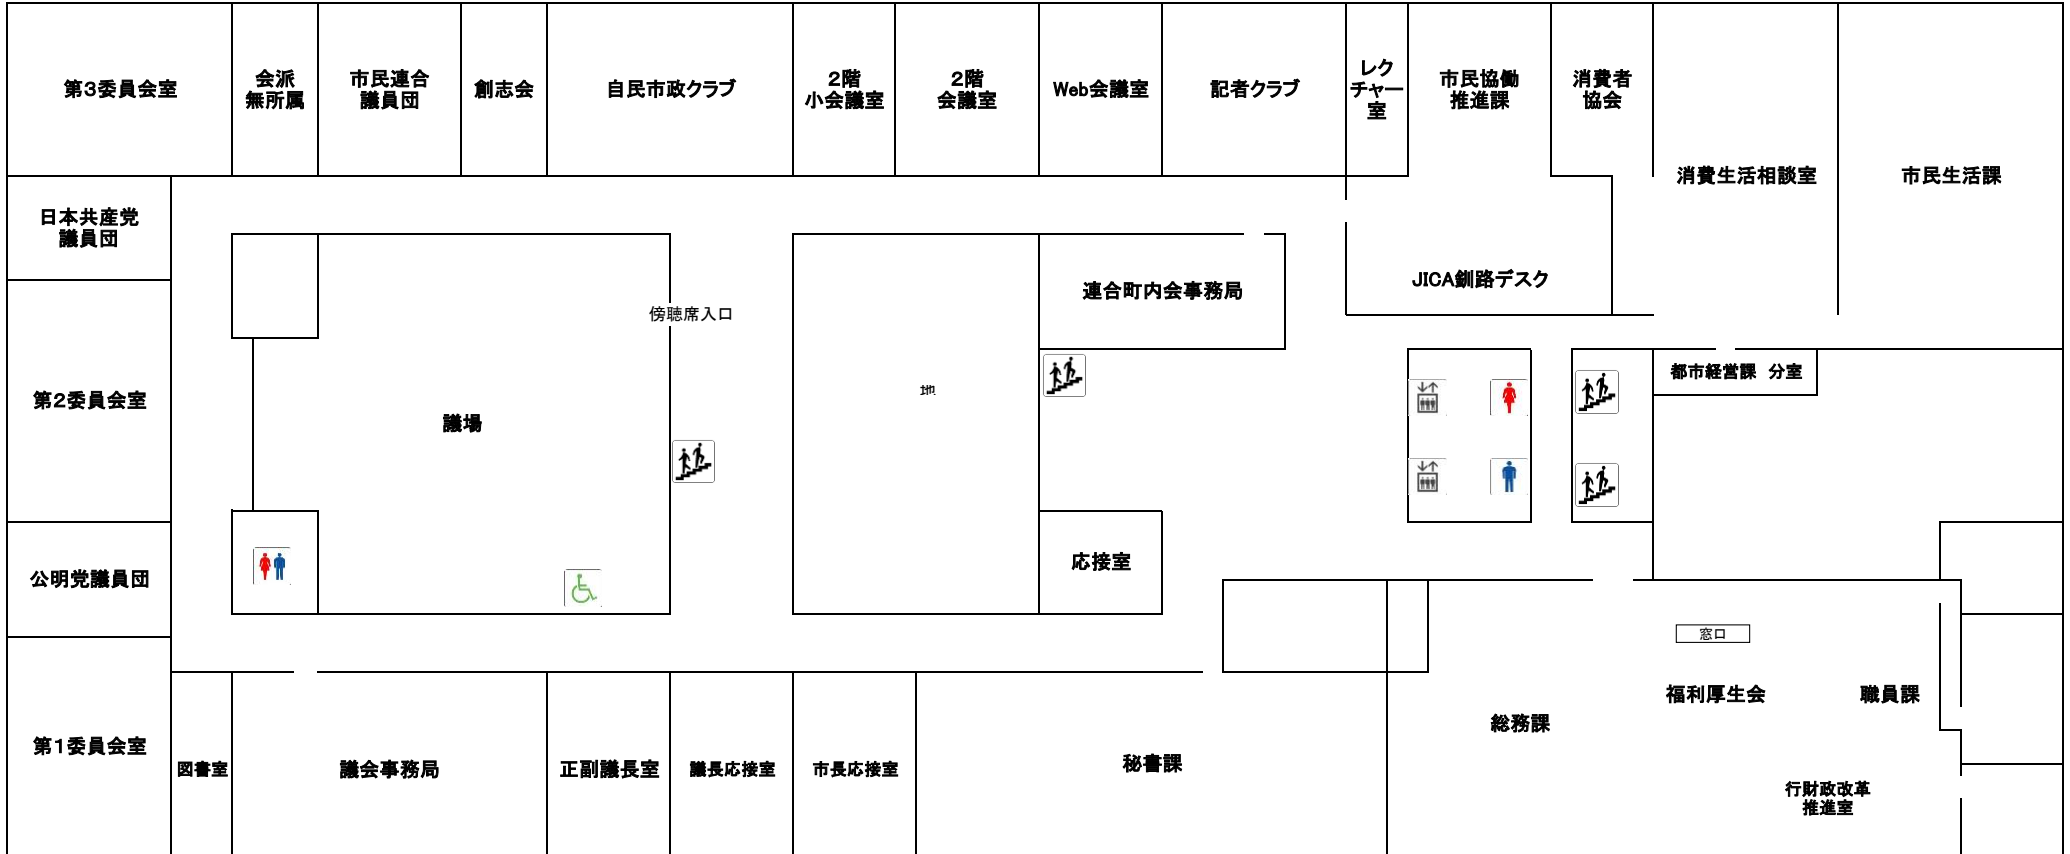 第3委員会室
会派
無所属
市民連合
議員団
創志会
自民市政クラブ
2階
小会議室
2階
会議室
Web会議室
記者クラブ
レク
チャー
室
市民協働
推進課
消費者
協会
消費生活相談室
市民生活課
日本共産党
議員団
JICA釧路デスク
連合町内会事務局
傍聴席入口
都市経営課 分室
第2委員会室
議場
応接室
公明党議員団
窓口
福利厚生会
職員課
総務課
第1委員会室
図書室
議会事務局
正副議長室
議長応接室
市長応接室
秘書課
行財政改革
推進室